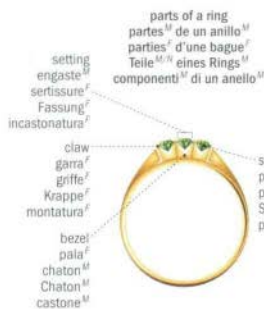 parts of a ring
partes^M de un anillo^M
parties^F d'une bague^F
Teile^M/N eines Rings^M
componenti^M di un anello^M
setting
engaste^M
sertissure^F
Fassung^F
incastonatura^F
claw
garra^F
griffe^F
Krappe^F
montatura^F
bezel
pala^F
chaton^M
Chaton^M
castone^M
s
p
p
S
p